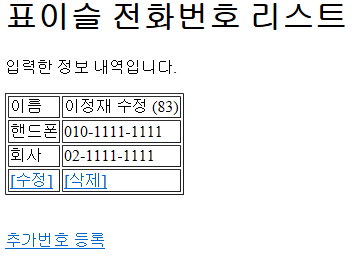 표이슬 전화번호 리스트
입력한 정보 내역입니다.
이름 이정재 수정 (83)
핸드폰 010-1111-1111
회사 02-1111-1111
[수정] [삭제]
추가번호 등록